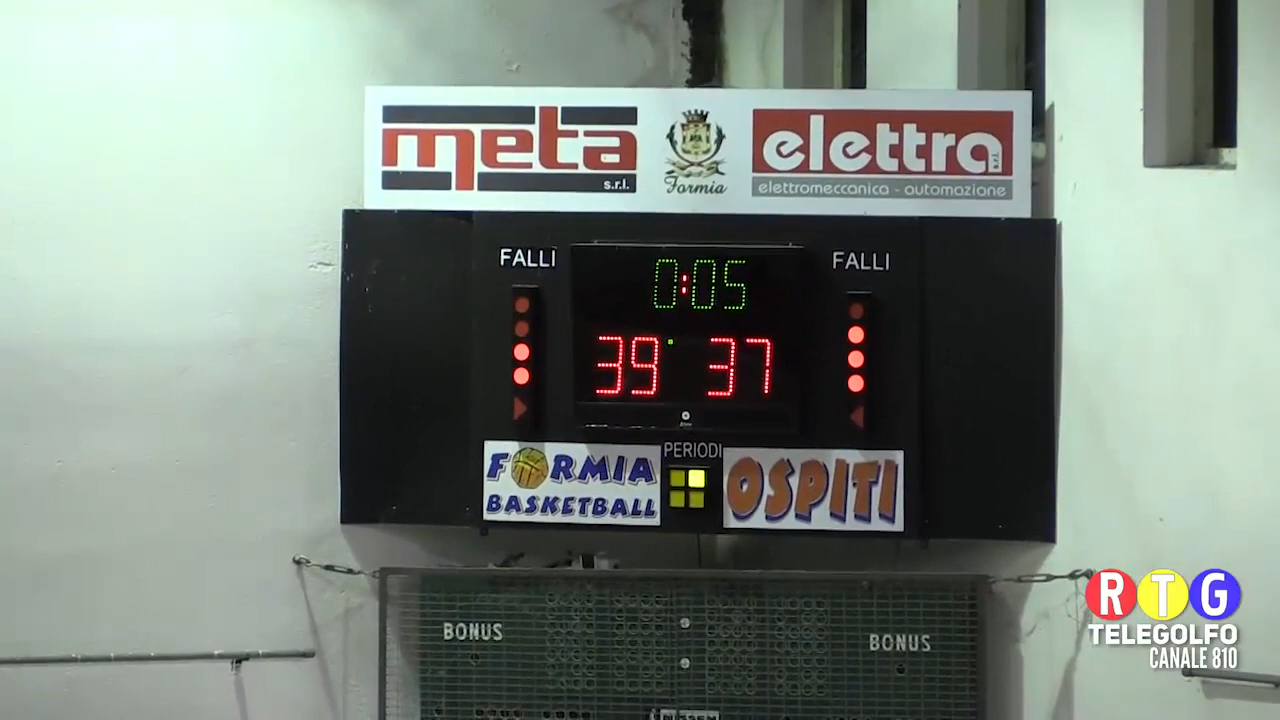 meta
s.r.l.
Formia
elettra
s.r.l.
elettromeccanica - automazione
FALLI
0:05
FALLI
39 37
PERIODI
FORMIA
BASKETBALL
OSPITI
BONUS
BONUS
RTG
TELEGOLFO
CANALE 810